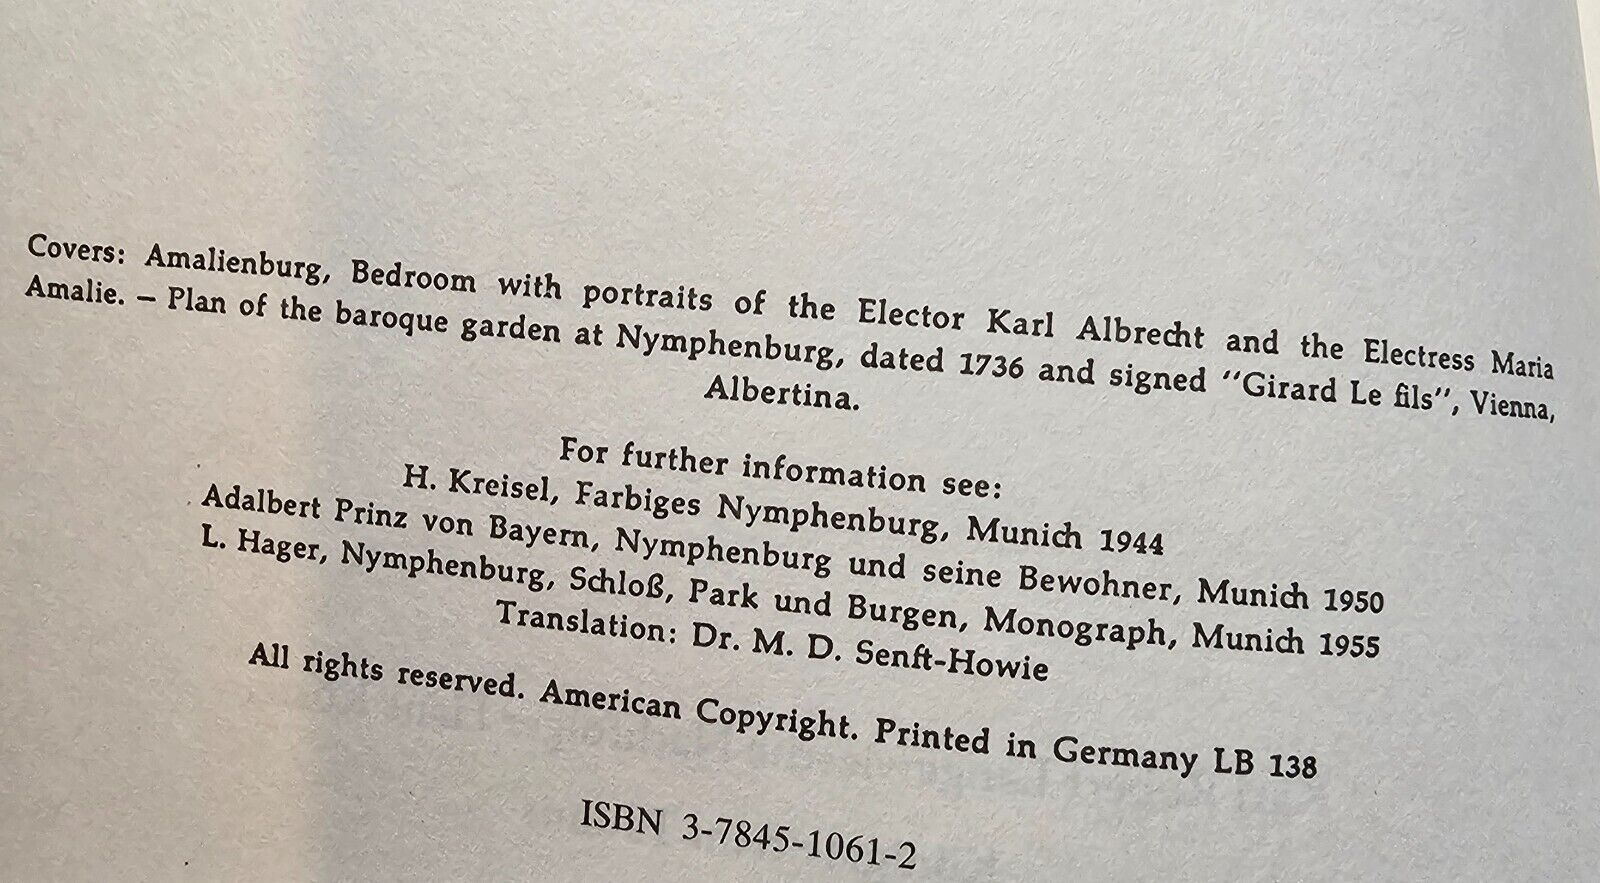 Covers: Amalienburg, Bedroom with portraits of the Elector Karl Albrecht and the Electress Maria
Amalie. – Plan of the baroque garden at Nymphenburg, dated 1736 and signed "Girard Le fils", Vienna,
Albertina.
For further information see:
H. Kreisel, Farbiges Nymphenburg, Munich 1944
Adalbert Prinz von Bayern, Nymphenburg und seine Bewohner, Munich 1950
L. Hager, Nymphenburg, Schloß, Park und Burgen, Monograph, Munich 1955
Translation: Dr. M. D. Senft-Howie
All rights reserved. American Copyright. Printed in Germany LB 138
ISBN 3-7845-1061-2